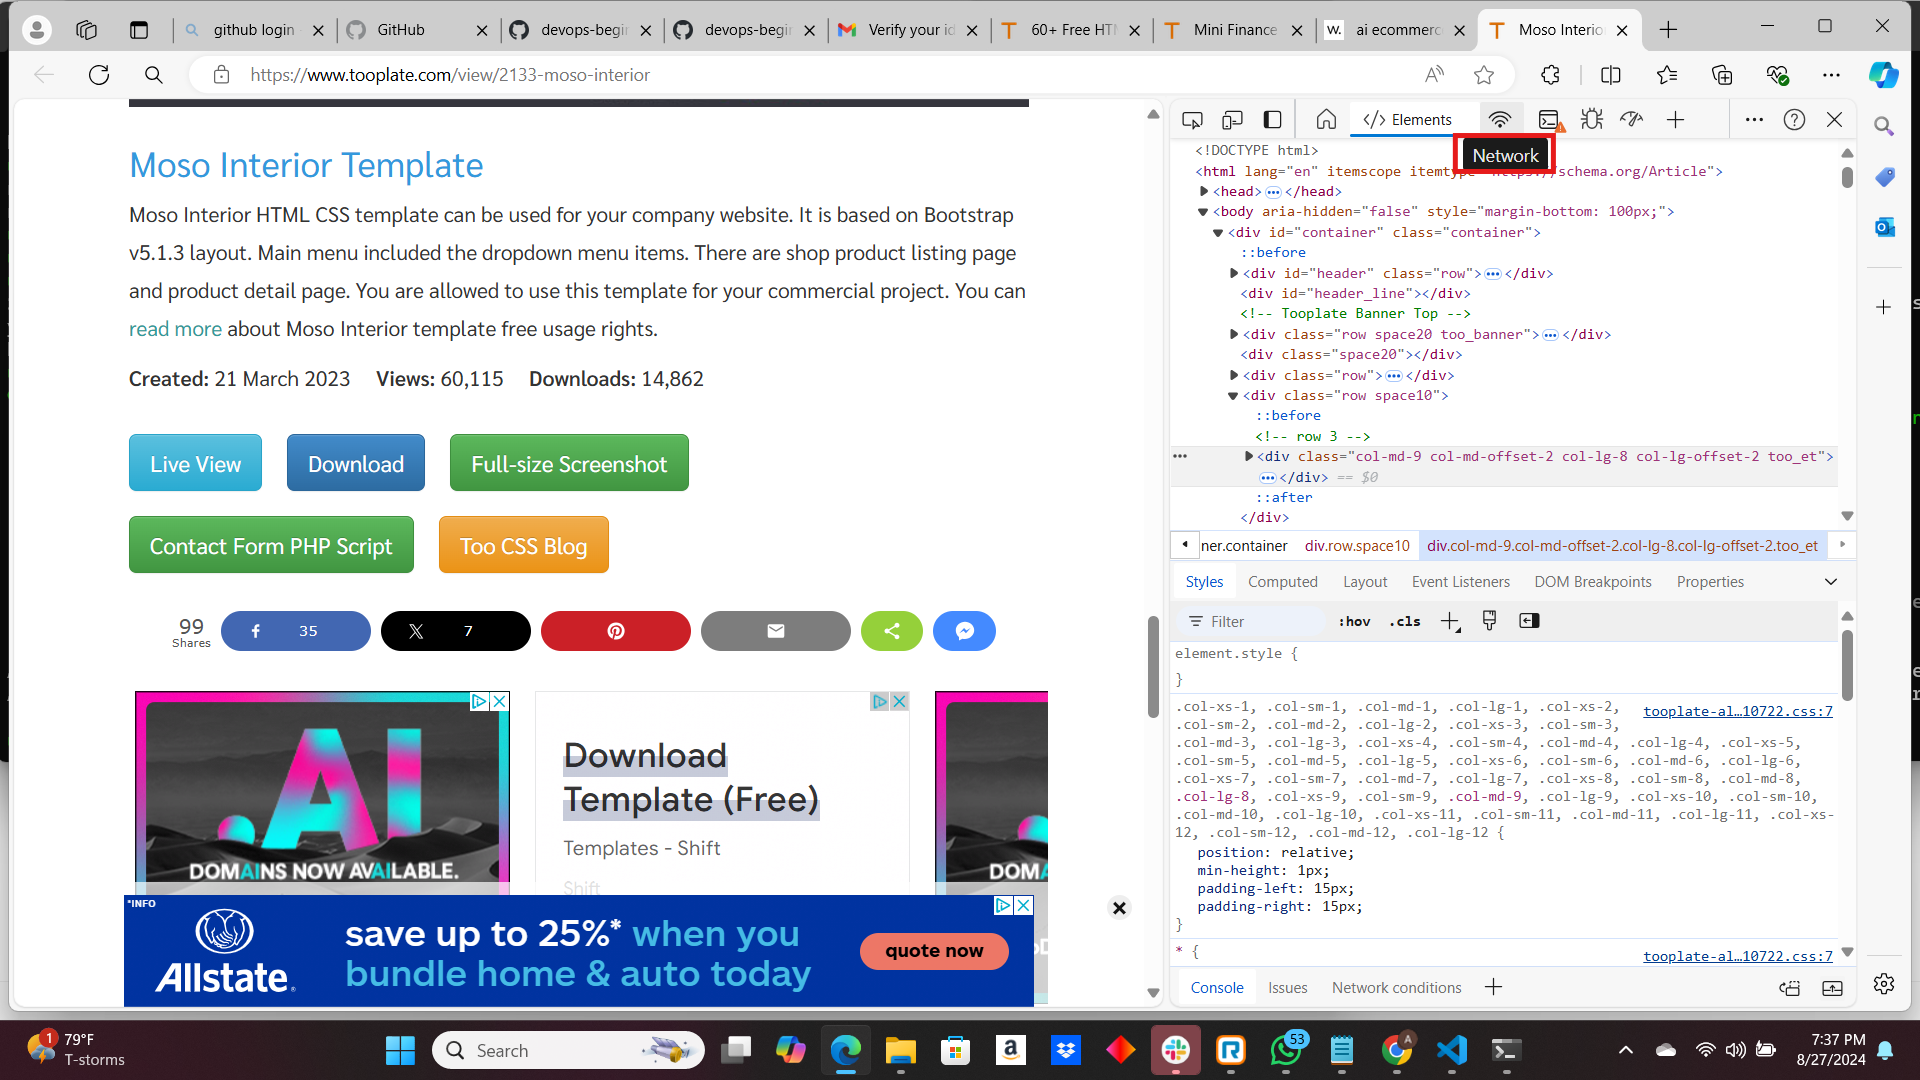 github login
GitHub
devops-begin
devops-begin
Verify your id
60+ Free HTM
Mini Finance
W. ai ecommerce
Moso Interior
https://www.tooplate.com/view/2133-moso-interior
Moso Interior Template
Moso Interior HTML CSS template can be used for your company website. It is based on Bootstrap
v5.1.3 layout. Main menu included the dropdown menu items. There are shop product listing page
and product detail page. You are allowed to use this template for your commercial project. You can
read more about Moso Interior template free usage rights.
Created: 21 March 2023 Views: 60,115 Downloads: 14,862
Live View Download Full-size Screenshot
Contact Form PHP Script Too CSS Blog
99
Shares
35
7
AI
DOMAINS NOW AVAILABLE.
Download
Template (Free)
Templates - Shift
Shift
*INFO
Allstate.
save up to 25%* when you
bundle home & auto today
quote now
</> Elements
Network
<!DOCTYPE html>
<html lang="en" itemscope itemtype="https://schema.org/Article">
<head>•••</head>
<body aria-hidden="false" style="margin-bottom: 100px;">
<div id="container" class="container">
::before
<div id="header" class="row">•••</div>
<div id="header_line"></div>
<!-- Tooplate Banner Top -->
<div class="row space20 too_banner">•••</div>
<div class="space20"></div>
<div class="row">•••</div>
<div class="row space10">
::before
<!-- row 3 -->
<div class="col-md-9 col-md-offset-2 col-lg-8 col-lg-offset-2 too_et">
•••</div> == $0
::after
</div>
ner.container div.row.space10 div.col-md-9.col-md-offset-2.col-lg-8.col-lg-offset-2.too_et
Styles Computed Layout Event Listeners DOM Breakpoints Properties
Filter :hov .cls
element.style {
}
.col-xs-1, .col-sm-1, .col-md-1, .col-lg-1, .col-xs-2, tooplate-al…10722.css:7
.col-sm-2, .col-md-2, .col-lg-2, .col-xs-3, .col-sm-3,
.col-md-3, .col-lg-3, .col-xs-4, .col-sm-4, .col-md-4, .col-lg-4, .col-xs-5,
.col-sm-5, .col-md-5, .col-lg-5, .col-xs-6, .col-sm-6, .col-md-6, .col-lg-6,
.col-xs-7, .col-sm-7, .col-md-7, .col-lg-7, .col-xs-8, .col-sm-8, .col-md-8,
.col-lg-8, .col-xs-9, .col-sm-9, .col-md-9, .col-lg-9, .col-xs-10, .col-sm-10,
.col-md-10, .col-lg-10, .col-xs-11, .col-sm-11, .col-md-11, .col-lg-11, .col-xs-
12, .col-sm-12, .col-md-12, .col-lg-12 {
position: relative;
min-height: 1px;
padding-left: 15px;
padding-right: 15px;
}
* { tooplate-al…10722.css:7
Console Issues Network conditions
1 79°F
T-storms
Search
53
A
7:37 PM
8/27/2024